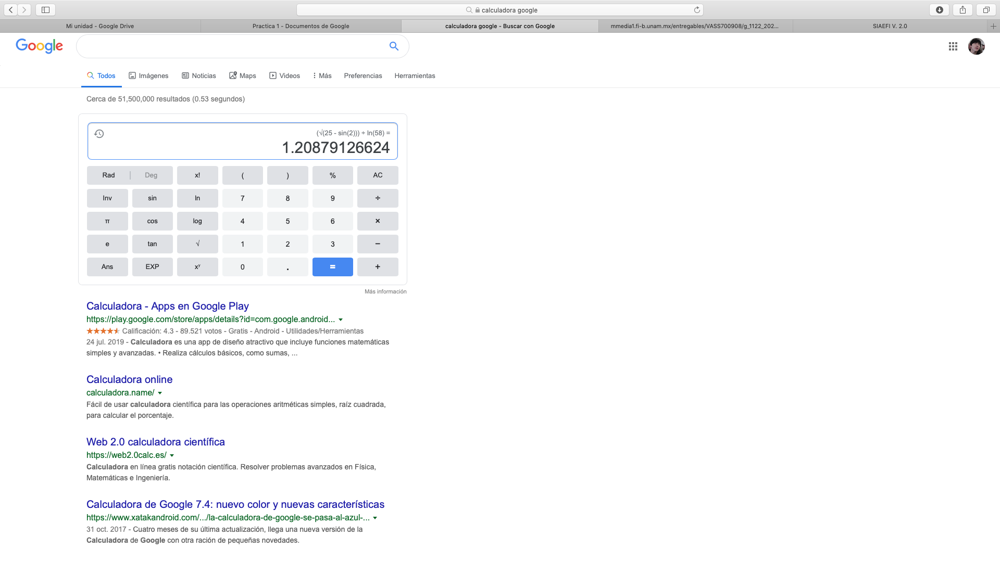 calculadora google
Mi unidad - Google Drive
Practica 1 - Documentos de Google
calculadora google - Buscar con Google
mmedia1.fi-b.unam.mx/entregables/VASS700908/g_1122_202...
SIAEFI V. 2.0
Google
Todos Imágenes Noticias Maps Videos Más Preferencias Herramientas
Cerca de 51,500,000 resultados (0.53 segundos)
(√(25 - sin(2))) ÷ ln(58) =
1.20879126624
Rad | Deg x! ( ) % AC
Inv sin ln 7 8 9 ÷
π cos log 4 5 6 ×
e tan √ 1 2 3 −
Ans EXP xʸ 0 . = +
Más información
Calculadora - Apps en Google Play
https://play.google.com/store/apps/details?id=com.google.android...
Calificación: 4.3 - 89.521 votos - Gratis - Android - Utilidades/Herramientas
24 jul. 2019 - Calculadora es una app de diseño atractivo que incluye funciones matemáticas
simples y avanzadas. • Realiza cálculos básicos, como sumas, ...
Calculadora online
calculadora.name/
Fácil de usar calculadora científica para las operaciones aritméticas simples, raíz cuadrada,
para calcular el porcentaje.
Web 2.0 calculadora científica
https://web2.0calc.es/
Calculadora en línea gratis notación científica. Resolver problemas avanzados en Física,
Matemáticas e Ingeniería.
Calculadora de Google 7.4: nuevo color y nuevas características
https://www.xatakandroid.com/.../la-calculadora-de-google-se-pasa-al-azul-...
31 oct. 2017 - Cuatro meses de su última actualización, llega una nueva versión de la
Calculadora de Google con otra ración de pequeñas novedades.